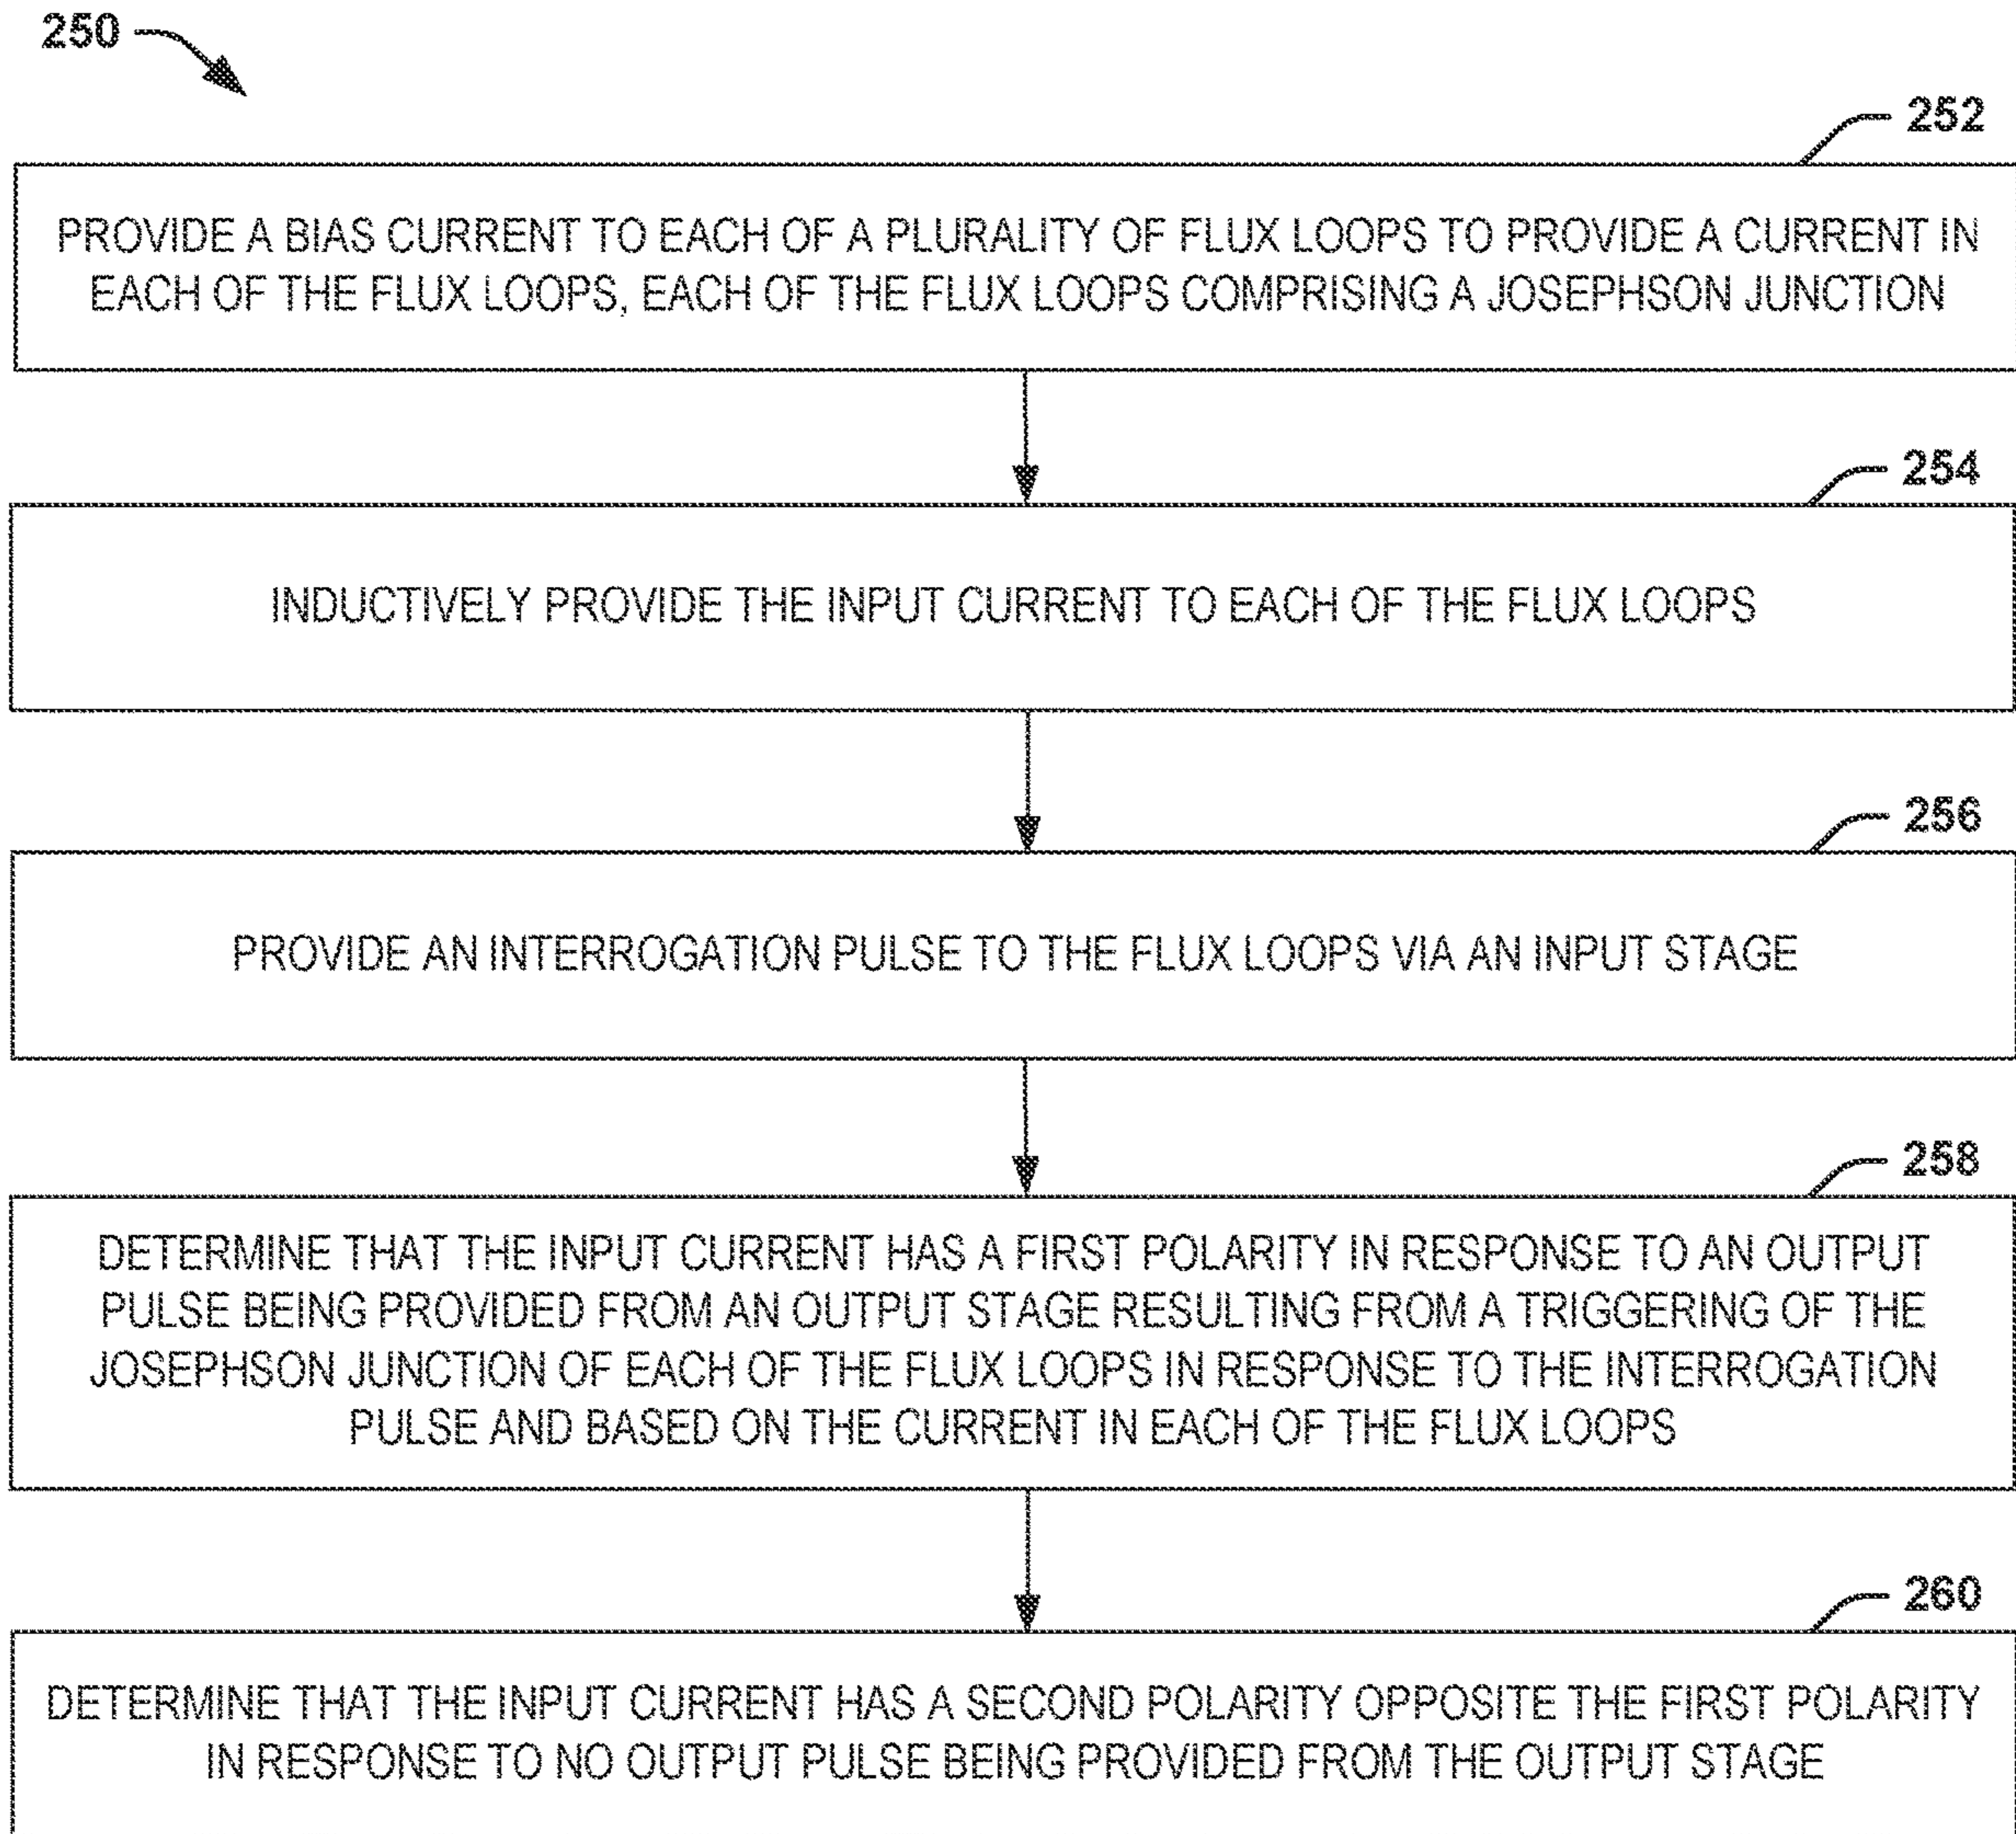 250
252
PROVIDE A BIAS CURRENT TO EACH OF A PLURALITY OF FLUX LOOPS TO PROVIDE A CURRENT IN
EACH OF THE FLUX LOOPS, EACH OF THE FLUX LOOPS COMPRISING A JOSEPHSON JUNCTION
254
INDUCTIVELY PROVIDE THE INPUT CURRENT TO EACH OF THE FLUX LOOPS
256
PROVIDE AN INTERROGATION PULSE TO THE FLUX LOOPS VIA AN INPUT STAGE
258
DETERMINE THAT THE INPUT CURRENT HAS A FIRST POLARITY IN RESPONSE TO AN OUTPUT
PULSE BEING PROVIDED FROM AN OUTPUT STAGE RESULTING FROM A TRIGGERING OF THE
JOSEPHSON JUNCTION OF EACH OF THE FLUX LOOPS IN RESPONSE TO THE INTERROGATION
PULSE AND BASED ON THE CURRENT IN EACH OF THE FLUX LOOPS
260
DETERMINE THAT THE INPUT CURRENT HAS A SECOND POLARITY OPPOSITE THE FIRST POLARITY
IN RESPONSE TO NO OUTPUT PULSE BEING PROVIDED FROM THE OUTPUT STAGE